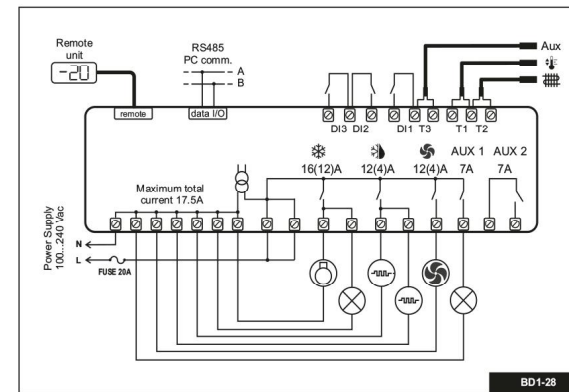 Remote
unit
-20
RS485
PC comm.
A
B
Aux
remote
data I/O
DI3 DI2 DI1 T3 T1 T2
16(12)A 12(4)A 12(4)A AUX 1 7A AUX 2 7A
Maximum total
current 17.5A
Power Supply
100...240 Vac
N
L
FUSE 20A
BD1-28